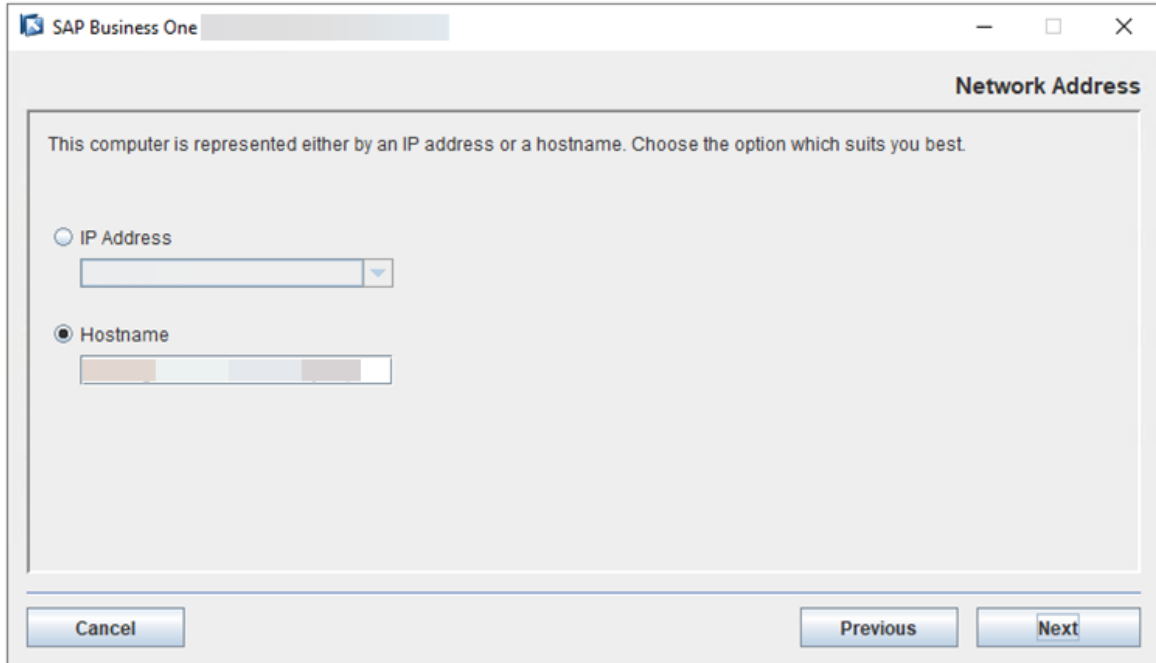 SAP Business One
Network Address
This computer is represented either by an IP address or a hostname. Choose the option which suits you best.
IP Address
Hostname
Cancel
Previous
Next